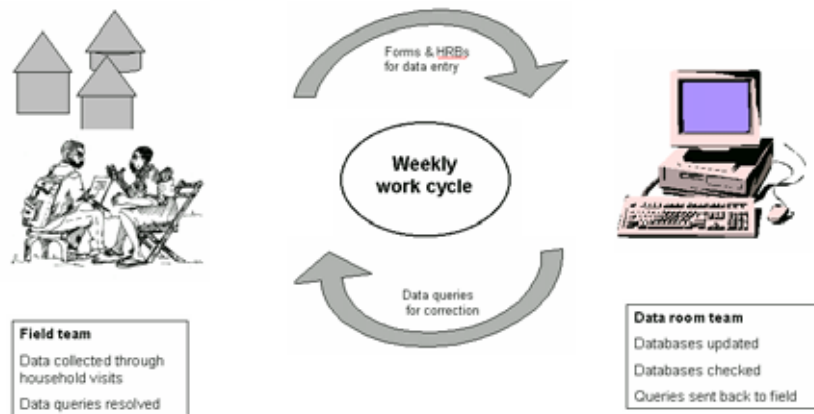 Forms & HRBs
for data entry
Weekly
work cycle
Data queries
for correction
Field team
Data collected through
household visits
Data queries resolved
Data room team
Databases updated
Databases checked
Queries sent back to field